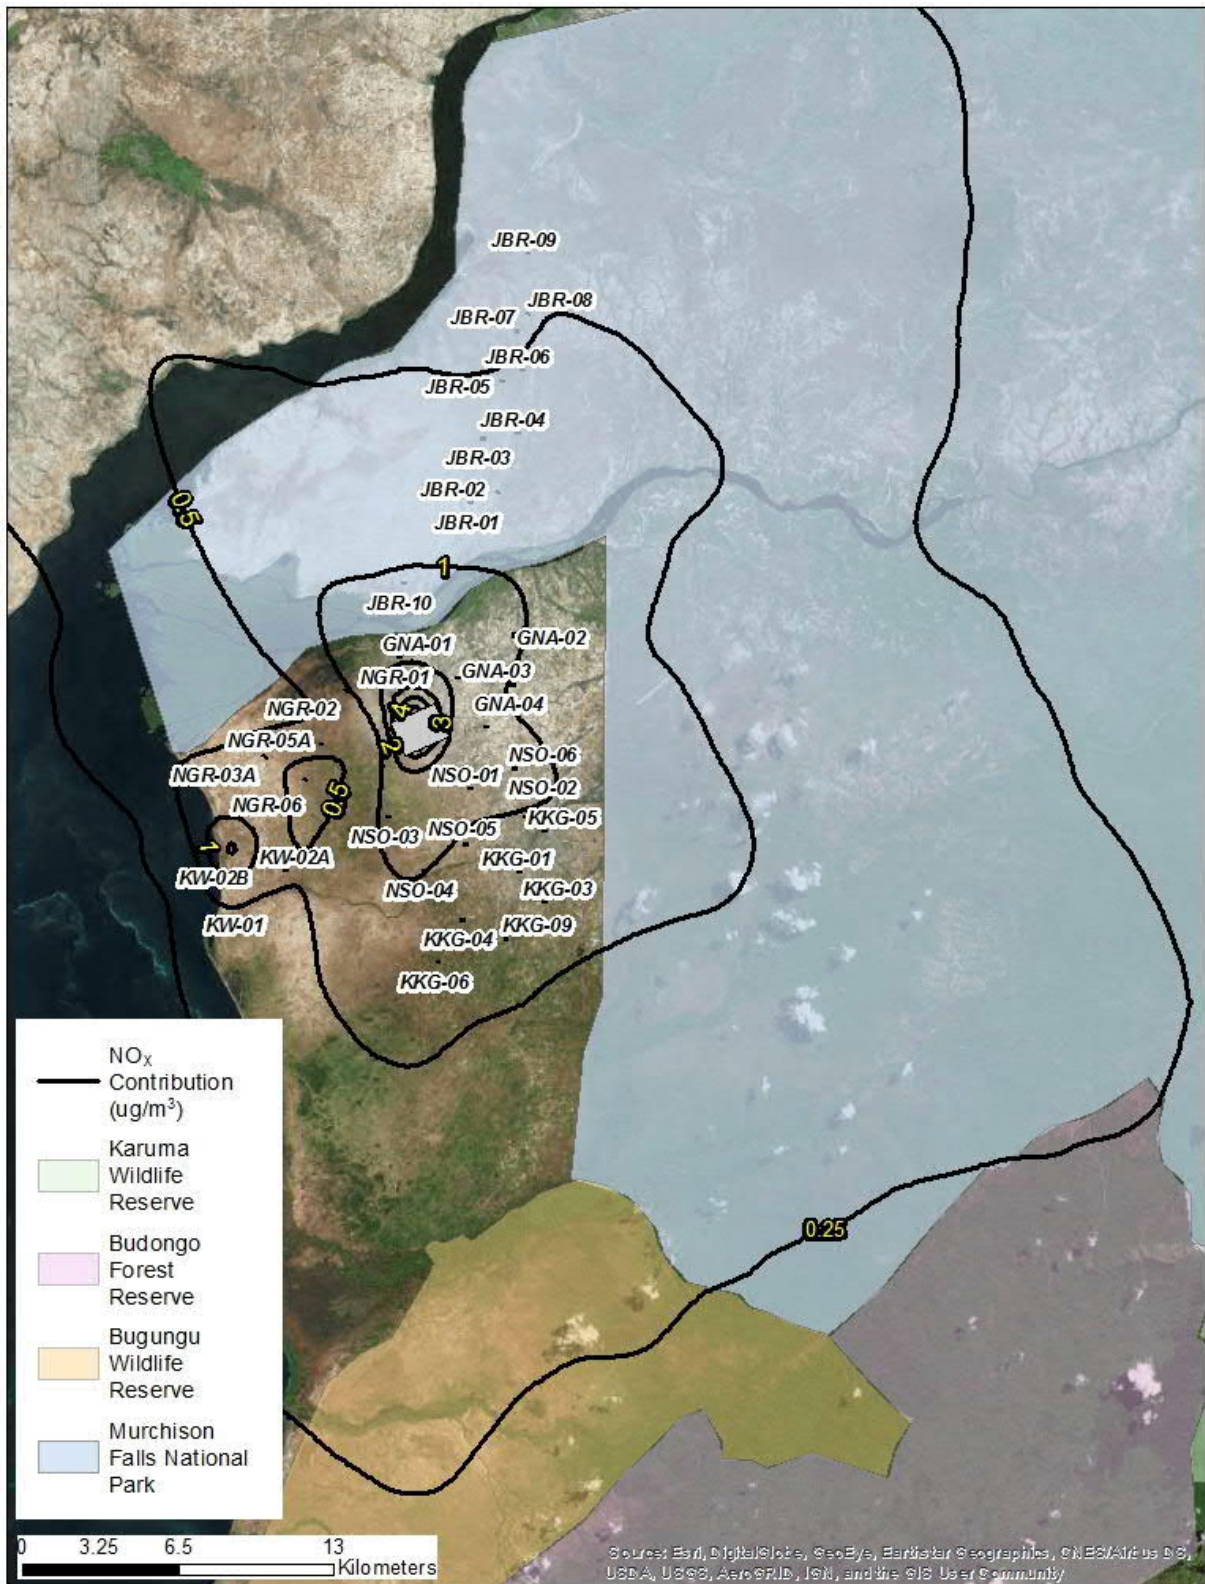 JBR-09
JBR-08
JBR-07
JBR-06
JBR-05
JBR-04
JBR-03
JBR-02
0.5
JBR-01
1
JBR-10
GNA-02
GNA-01
GNA-03
NGR-01
GNA-04
NGR-02
4
3
NGR-05A
2
NSO-06
NGR-03A
NSO-01
NSO-02
0.5
NGR-06
KKG-05
NSO-03
NSO-05
1
KW-02A
KKG-01
KW-02B
NSO-04
KKG-03
KW-01
KKG-09
KKG-04
KKG-06
0.25
NOX
Contribution
(ug/m³)
Karuma
Wildlife
Reserve
Budongo
Forest
Reserve
Bugungu
Wildlife
Reserve
Murchison
Falls National
Park
0 3.25 6.5 13
Kilometers
Source: Esri, DigitalGlobe, GeoEye, Earthstar Geographics, CNES/Airbus DS,
USDA, USGS, AeroGRID, IGN, and the GIS User Community